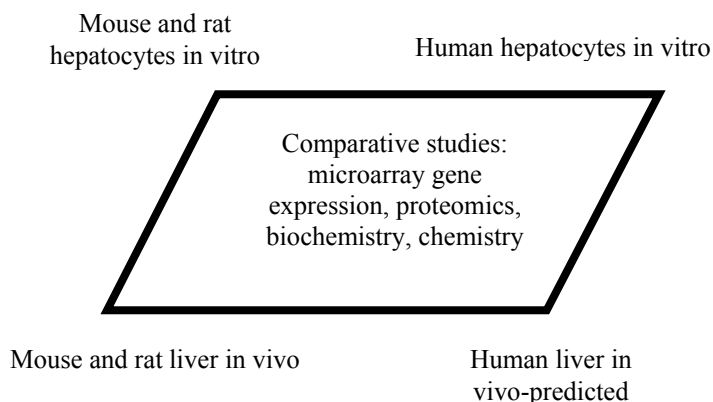 Mouse and rat
hepatocytes in vitro
Human hepatocytes in vitro
Comparative studies:
microarray gene
expression, proteomics,
biochemistry, chemistry
Mouse and rat liver in vivo
Human liver in
vivo-predicted